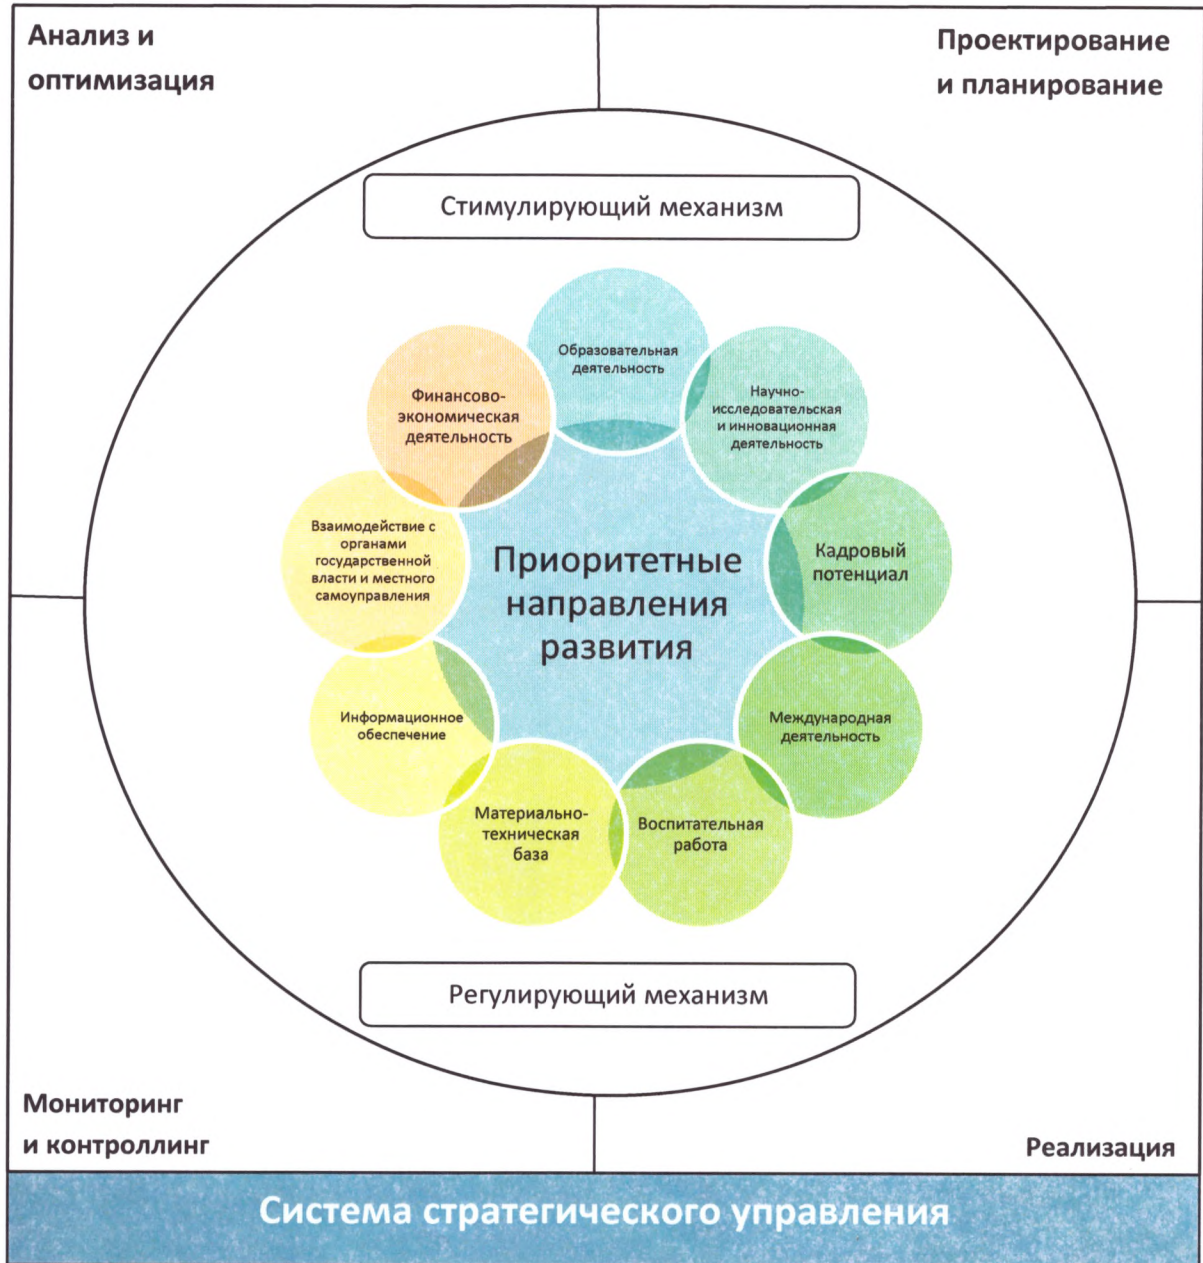 Анализ и
оптимизация
Проектирование
и планирование
Стимулирующий механизм
Образовательная
деятельность
Научно-
исследовательская
и инновационная
деятельность
Кадровый
потенциал
Международная
деятельность
Воспитательная
работа
Материально-
техническая
база
Информационное
обеспечение
Взаимодействие с
органами
государственной
власти и местного
самоуправления
Финансово-
экономическая
деятельность
Приоритетные
направления
развития
Регулирующий механизм
Мониторинг
и контроллинг
Реализация
Система стратегического управления